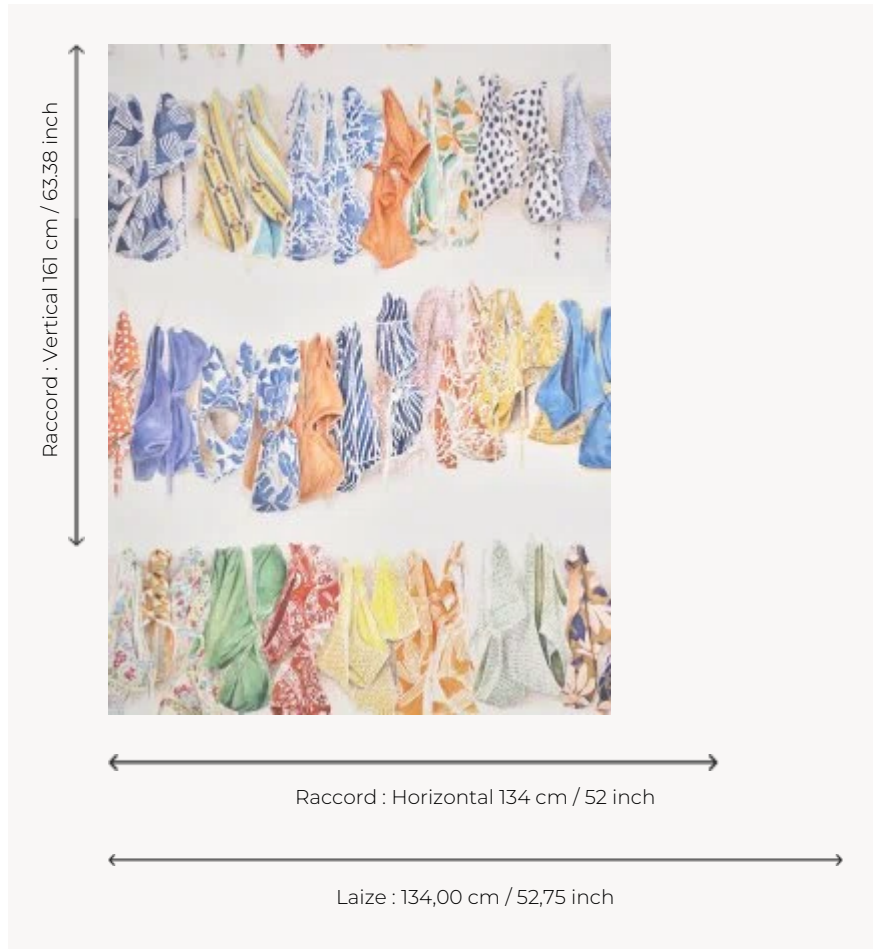 Raccord : Vertical 161 cm / 63.38 inch
Raccord : Horizontal 134 cm / 52 inch
Laize : 134,00 cm / 52,75 inch